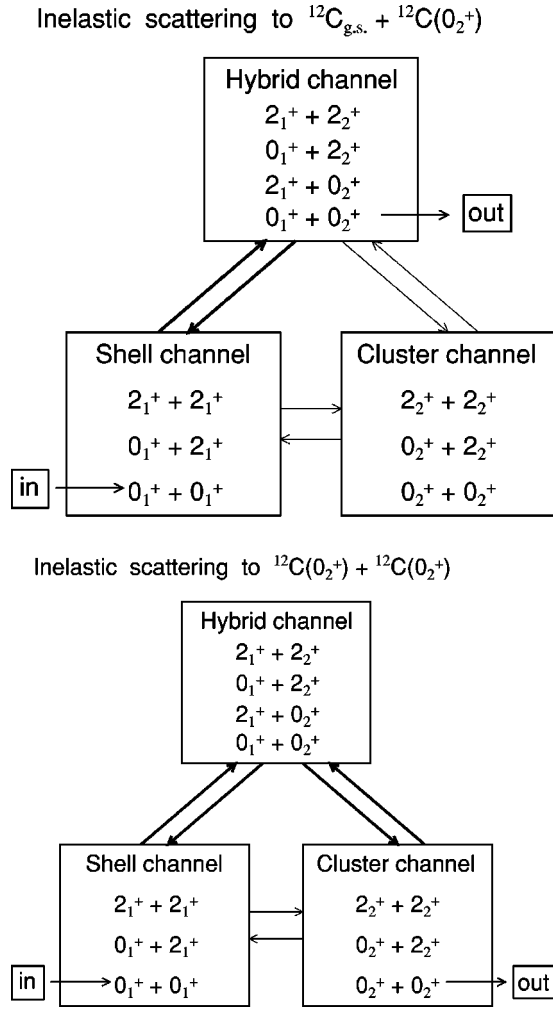 Inelastic scattering to ¹²C_g.s. + ¹²C(0₂⁺)
Hybrid channel
2₁⁺ + 2₂⁺
0₁⁺ + 2₂⁺
2₁⁺ + 0₂⁺
0₁⁺ + 0₂⁺
out
Shell channel
2₁⁺ + 2₁⁺
0₁⁺ + 2₁⁺
in
0₁⁺ + 0₁⁺
Cluster channel
2₂⁺ + 2₂⁺
0₂⁺ + 2₂⁺
0₂⁺ + 0₂⁺
Inelastic scattering to ¹²C(0₂⁺) + ¹²C(0₂⁺)
Hybrid channel
2₁⁺ + 2₂⁺
0₁⁺ + 2₂⁺
2₁⁺ + 0₂⁺
0₁⁺ + 0₂⁺
Shell channel
2₁⁺ + 2₁⁺
0₁⁺ + 2₁⁺
in
0₁⁺ + 0₁⁺
Cluster channel
2₂⁺ + 2₂⁺
0₂⁺ + 2₂⁺
0₂⁺ + 0₂⁺
out